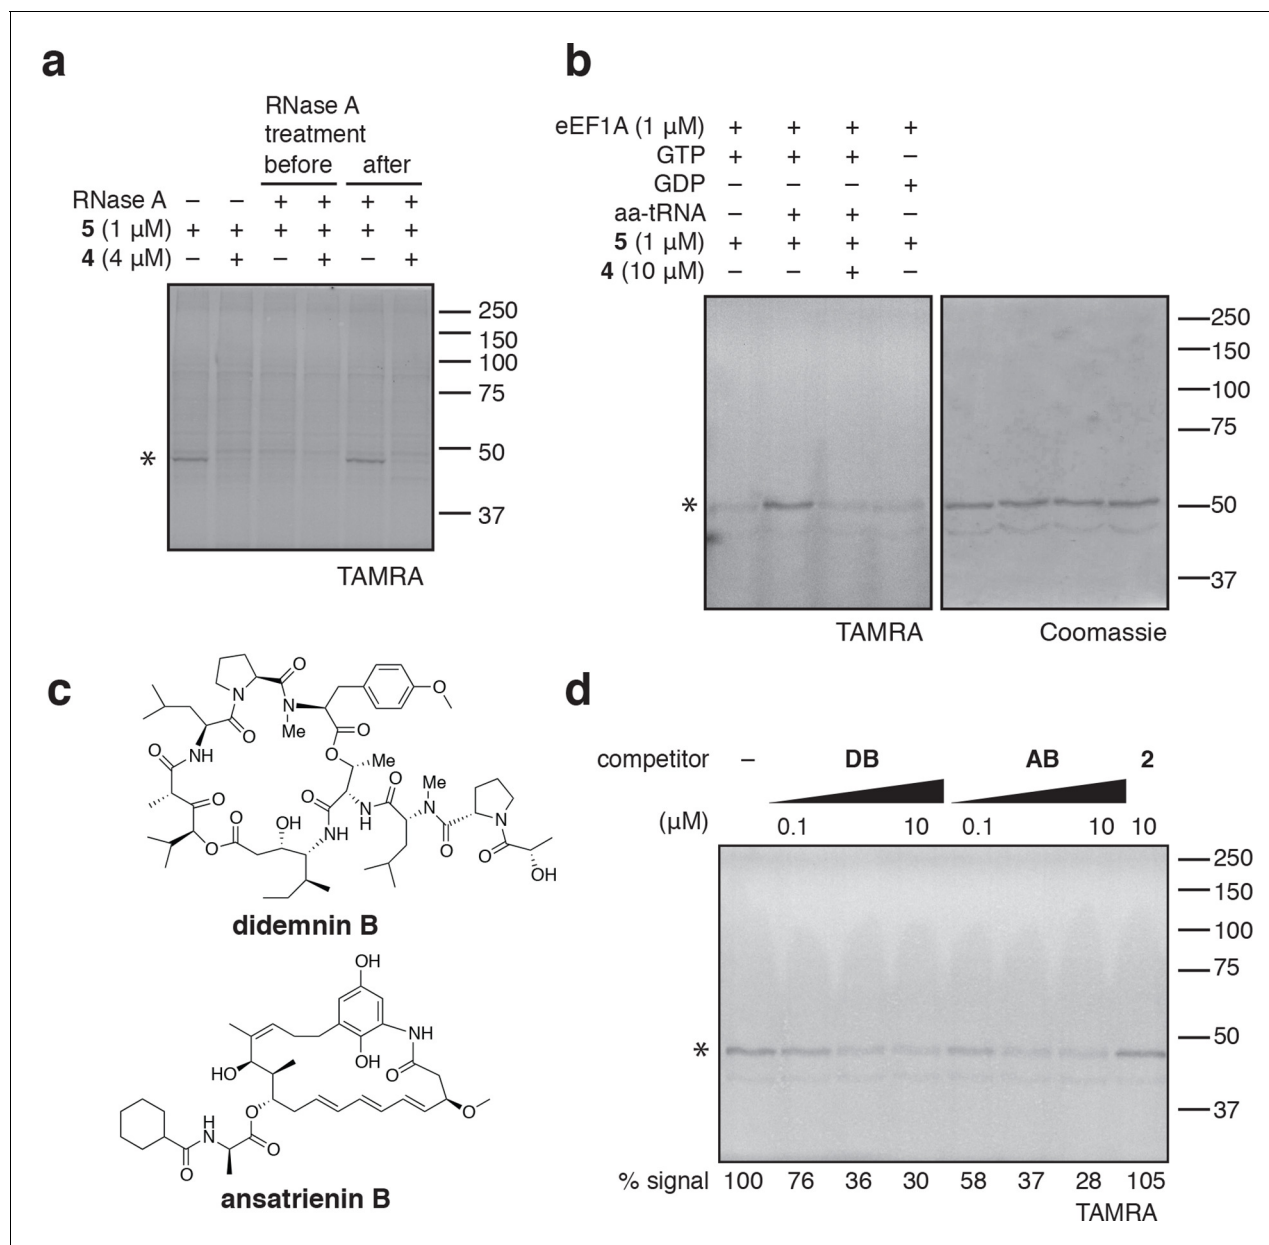 a
RNase A
treatment
before after
RNase A – – + + + +
5 (1 µM) + + + + + +
4 (4 µM) – + – + – +
250
150
100
75
50
37
*
TAMRA
b
eEF1A (1 µM) + + + +
GTP + + + –
GDP – – – +
aa-tRNA – + + –
5 (1 µM) + + + +
4 (10 µM) – – + –
250
150
100
75
50
37
*
TAMRA Coomassie
c
O
N
O
N
Me
O
O
NH
O
O
O
O
Me
O
O
O
O
OH
O
NH
N
H
O
Me
N
O
N
O
OH
didemnin B
OH
NH
OH
O
HO
O
O
O
H
N
O
ansatrienin B
d
competitor – DB AB 2
(µM) 0.1 10 0.1 10 10
250
150
100
75
50
37
*
% signal 100 76 36 30 58 37 28 105
TAMRA